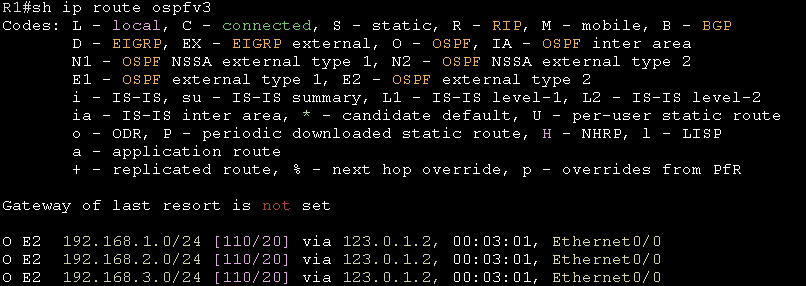 R1#sh ip route ospfv3
Codes: L - local, C - connected, S - static, R - RIP, M - mobile, B - BGP
D - EIGRP, EX - EIGRP external, O - OSPF, IA - OSPF inter area
N1 - OSPF NSSA external type 1, N2 - OSPF NSSA external type 2
E1 - OSPF external type 1, E2 - OSPF external type 2
i - IS-IS, su - IS-IS summary, L1 - IS-IS level-1, L2 - IS-IS level-2
ia - IS-IS inter area, * - candidate default, U - per-user static route
o - ODR, P - periodic downloaded static route, H - NHRP, l - LISP
a - application route
+ - replicated route, % - next hop override, p - overrides from PfR
Gateway of last resort is not set
O E2 192.168.1.0/24 [110/20] via 123.0.1.2, 00:03:01, Ethernet0/0
O E2 192.168.2.0/24 [110/20] via 123.0.1.2, 00:03:01, Ethernet0/0
O E2 192.168.3.0/24 [110/20] via 123.0.1.2, 00:03:01, Ethernet0/0